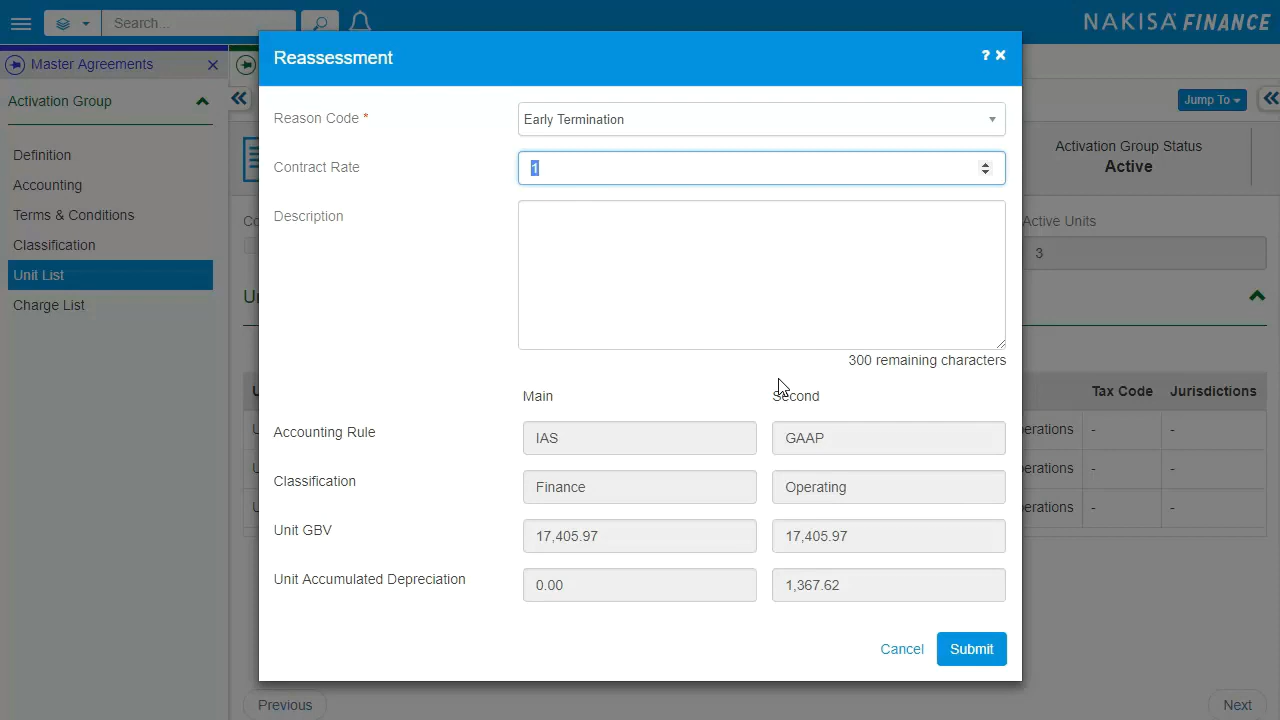 Search...
NAKISA FINANCE
Master Agreements
Activation Group
Definition
Accounting
Terms & Conditions
Classification
Unit List
Charge List
Jump To
Activation Group Status
Active
Active Units
3
Tax Code
Jurisdictions
erations
-
-
erations
-
-
erations
-
-
Previous
Next
Reassessment
? ×
Reason Code *
Early Termination
Contract Rate
1
Description
300 remaining characters
Main
Second
Accounting Rule
IAS
GAAP
Classification
Finance
Operating
Unit GBV
17,405.97
17,405.97
Unit Accumulated Depreciation
0.00
1,367.62
Cancel
Submit